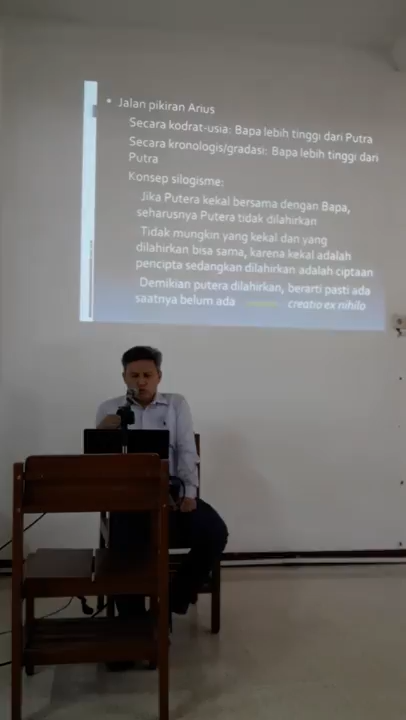 Jalan pikiran Arius
Secara kodrat-usia: Bapa lebih tinggi dari Putra
Secara kronologis/gradasi: Bapa lebih tinggi dari
Putra
Konsep silogisme:
Jika Putera kekal bersama dengan Bapa,
seharusnya Putera tidak dilahirkan
Tidak mungkin yang kekal dan yang
dilahirkan bisa sama, karena kekal adalah
pencipta sedangkan dilahirkan adalah ciptaan
Demikian putera dilahirkan, berarti pasti ada
saatnya belum ada creatio ex nihilo